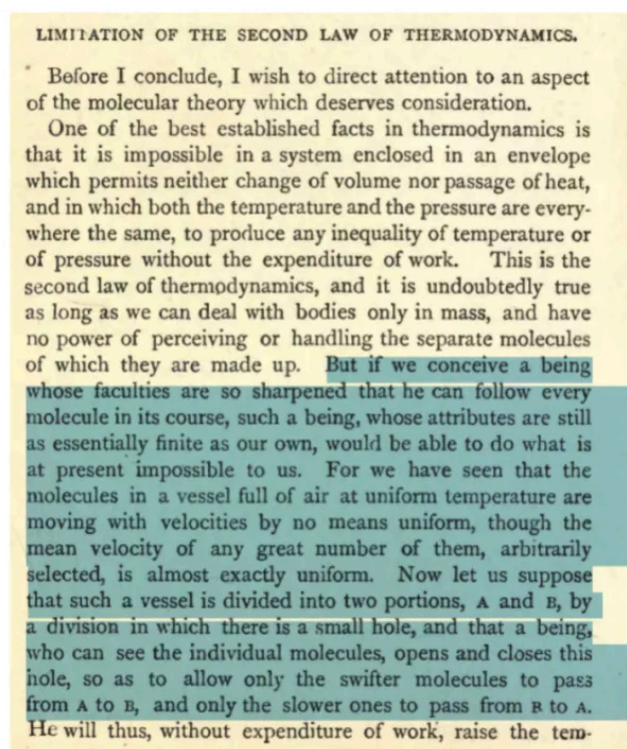 LIMITATION OF THE SECOND LAW OF THERMODYNAMICS.
Before I conclude, I wish to direct attention to an aspect
of the molecular theory which deserves consideration.
One of the best established facts in thermodynamics is
that it is impossible in a system enclosed in an envelope
which permits neither change of volume nor passage of heat,
and in which both the temperature and the pressure are every-
where the same, to produce any inequality of temperature or
of pressure without the expenditure of work. This is the
second law of thermodynamics, and it is undoubtedly true
as long as we can deal with bodies only in mass, and have
no power of perceiving or handling the separate molecules
of which they are made up. But if we conceive a being
whose faculties are so sharpened that he can follow every
molecule in its course, such a being, whose attributes are still
as essentially finite as our own, would be able to do what is
at present impossible to us. For we have seen that the
molecules in a vessel full of air at uniform temperature are
moving with velocities by no means uniform, though the
mean velocity of any great number of them, arbitrarily
selected, is almost exactly uniform. Now let us suppose
that such a vessel is divided into two portions, A and B, by
a division in which there is a small hole, and that a being,
who can see the individual molecules, opens and closes this
hole, so as to allow only the swifter molecules to pass
from A to B, and only the slower ones to pass from B to A.
He will thus, without expenditure of work, raise the tem-